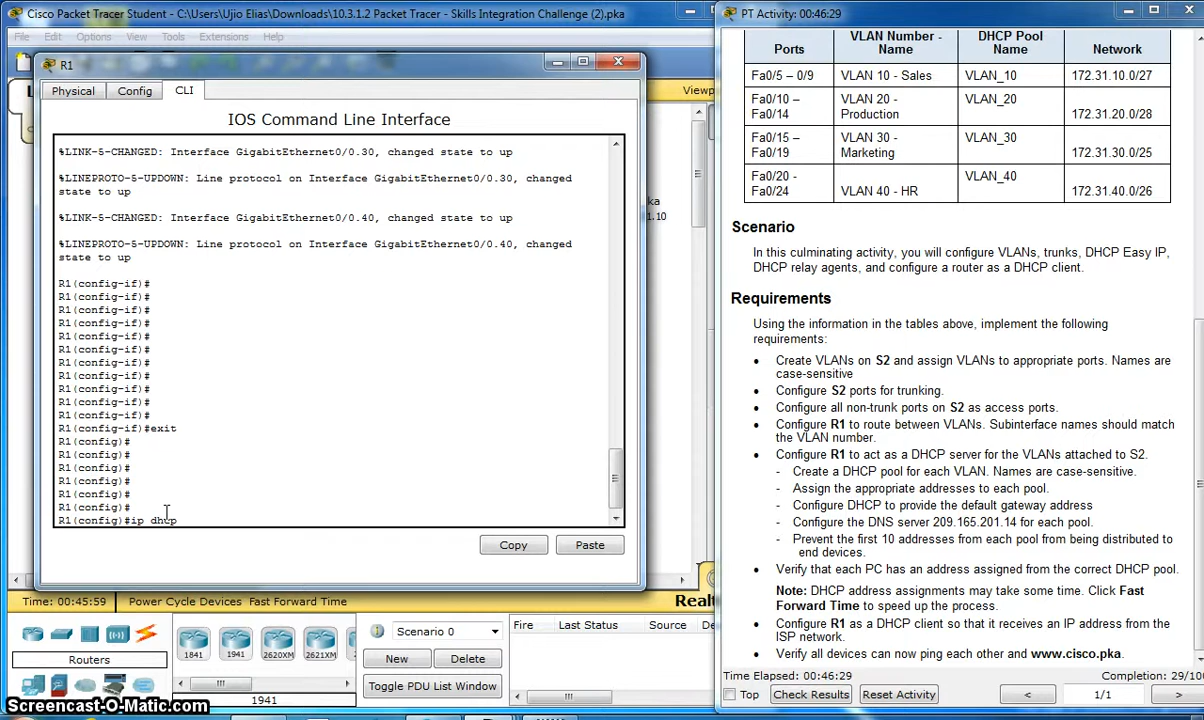 Cisco Packet Tracer Student - C:\Users\Ujio Elias\Downloads\10.3.1.2 Packet Tracer - Skills Integration Challenge (2).pka
File Edit Options View Tools Extensions Help
R1
Physical Config CLI
IOS Command Line Interface
%LINK-5-CHANGED: Interface GigabitEthernet0/0.30, changed state to up
%LINEPROTO-5-UPDOWN: Line protocol on Interface GigabitEthernet0/0.30, changed
state to up
%LINK-5-CHANGED: Interface GigabitEthernet0/0.40, changed state to up
%LINEPROTO-5-UPDOWN: Line protocol on Interface GigabitEthernet0/0.40, changed
state to up
R1(config-if)#
R1(config-if)#
R1(config-if)#
R1(config-if)#
R1(config-if)#
R1(config-if)#
R1(config-if)#
R1(config-if)#
R1(config-if)#
R1(config-if)#
R1(config-if)#
R1(config-if)#exit
R1(config)#
R1(config)#
R1(config)#
R1(config)#
R1(config)#
R1(config)#
R1(config)#ip dhcp
Copy Paste
Viewp
ka
1.10
Time: 00:45:59 Power Cycle Devices Fast Forward Time
Realt
Routers
1841 1941 2620XM 2621XM
1941
Scenario 0
New Delete
Toggle PDU List Window
Fire Last Status Source De
Screencast-O-Matic.com
PT Activity: 00:46:29
Ports
VLAN Number -
Name
DHCP Pool
Name
Network
Fa0/5 – 0/9 VLAN 10 - Sales VLAN_10 172.31.10.0/27
Fa0/10 –
Fa0/14
VLAN 20 -
Production
VLAN_20
172.31.20.0/28
Fa0/15 –
Fa0/19
VLAN 30 -
Marketing
VLAN_30
172.31.30.0/25
Fa0/20 -
Fa0/24
VLAN 40 - HR
VLAN_40
172.31.40.0/26
Scenario
In this culminating activity, you will configure VLANs, trunks, DHCP Easy IP,
DHCP relay agents, and configure a router as a DHCP client.
Requirements
Using the information in the tables above, implement the following
requirements:
• Create VLANs on S2 and assign VLANs to appropriate ports. Names are
case-sensitive
• Configure S2 ports for trunking.
• Configure all non-trunk ports on S2 as access ports.
• Configure R1 to route between VLANs. Subinterface names should match
the VLAN number.
• Configure R1 to act as a DHCP server for the VLANs attached to S2.
- Create a DHCP pool for each VLAN. Names are case-sensitive.
- Assign the appropriate addresses to each pool.
- Configure DHCP to provide the default gateway address
- Configure the DNS server 209.165.201.14 for each pool.
- Prevent the first 10 addresses from each pool from being distributed to
end devices.
• Verify that each PC has an address assigned from the correct DHCP pool.
Note: DHCP address assignments may take some time. Click Fast
Forward Time to speed up the process.
• Configure R1 as a DHCP client so that it receives an IP address from the
ISP network.
• Verify all devices can now ping each other and www.cisco.pka.
Time Elapsed: 00:46:29 Completion: 29/100
Top Check Results Reset Activity < 1/1 >